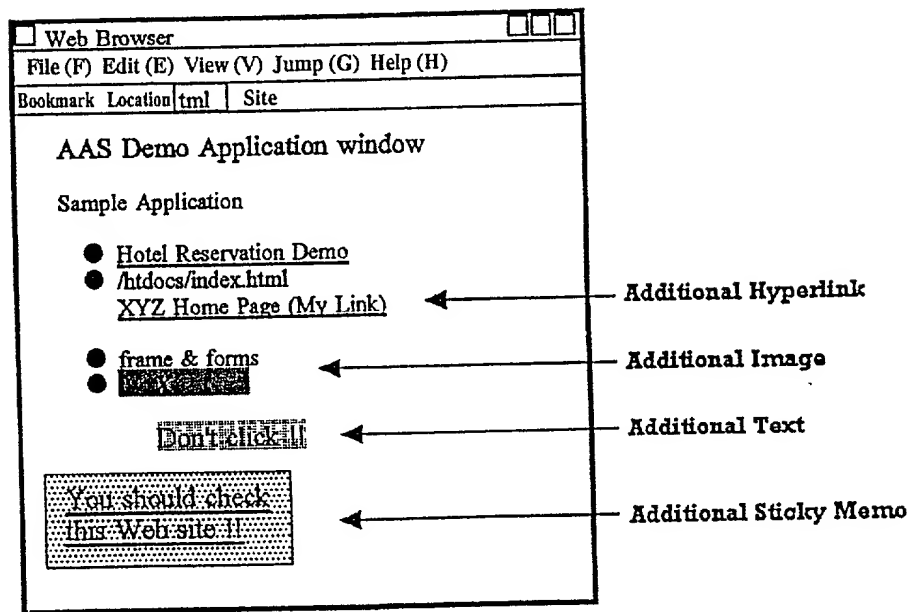 Web Browser
File (F) Edit (E) View (V) Jump (G) Help (H)
Bookmark Location tml Site
AAS Demo Application window
Sample Application
Hotel Reservation Demo
/htdocs/index.html
XYZ Home Page (My Link)
Additional Hyperlink
frame & forms
Additional Image
Don't click !!
Additional Text
You should check
this Web site !!
Additional Sticky Memo